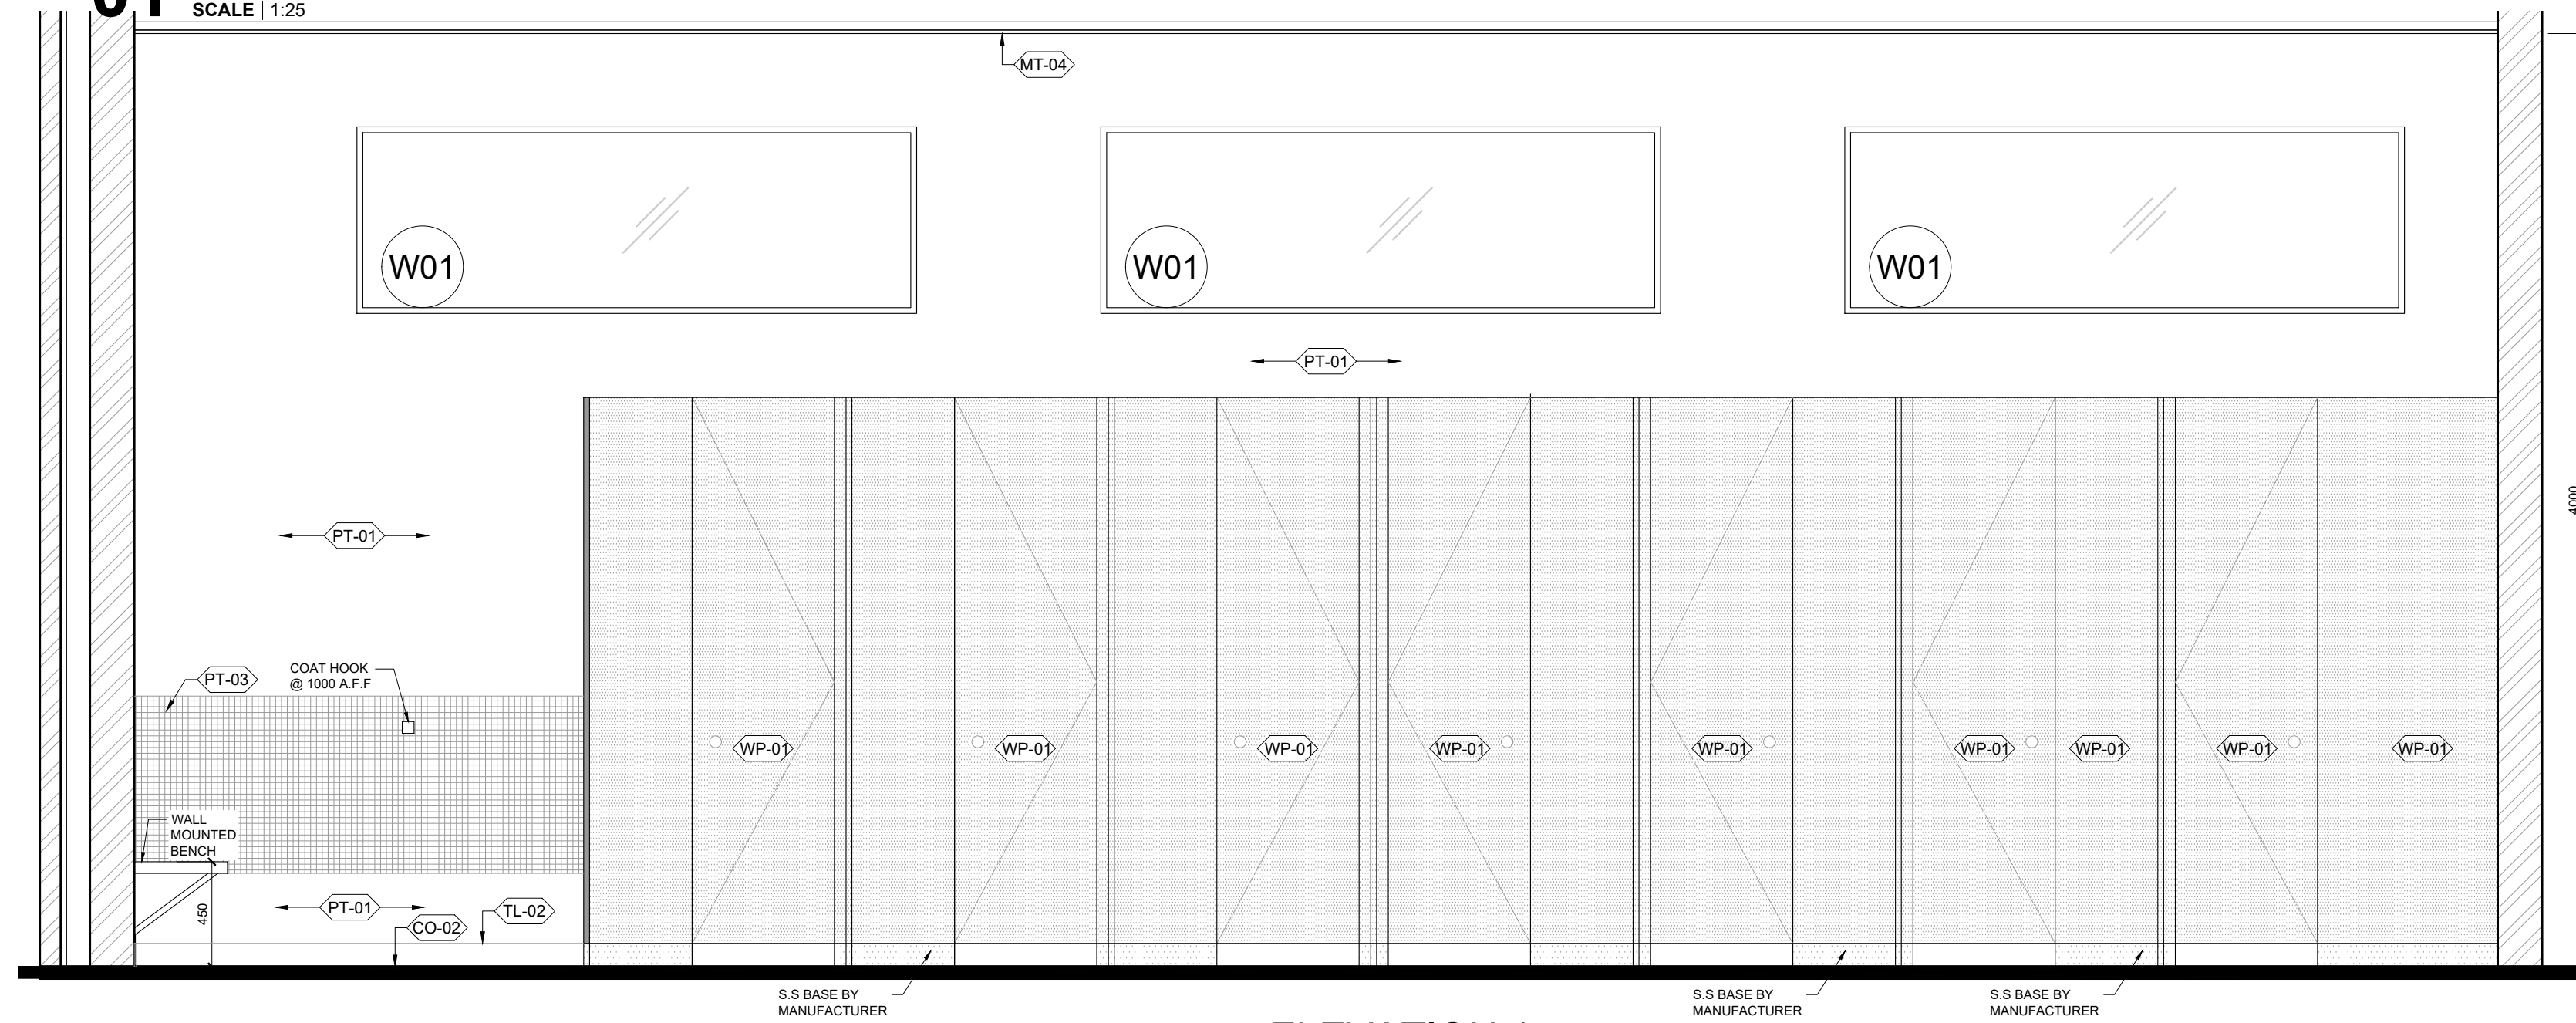 01 SCALE 1:25
MT-04
W01 W01 W01
PT-01
4000
PT-01
COAT HOOK
@ 1000 A.F.F
PT-03
WP-01 WP-01 WP-01 WP-01 WP-01 WP-01 WP-01 WP-01 WP-01
WALL
MOUNTED
BENCH
450
PT-01
TL-02
CO-02
S.S BASE BY
MANUFACTURER
S.S BASE BY
MANUFACTURER
S.S BASE BY
MANUFACTURER